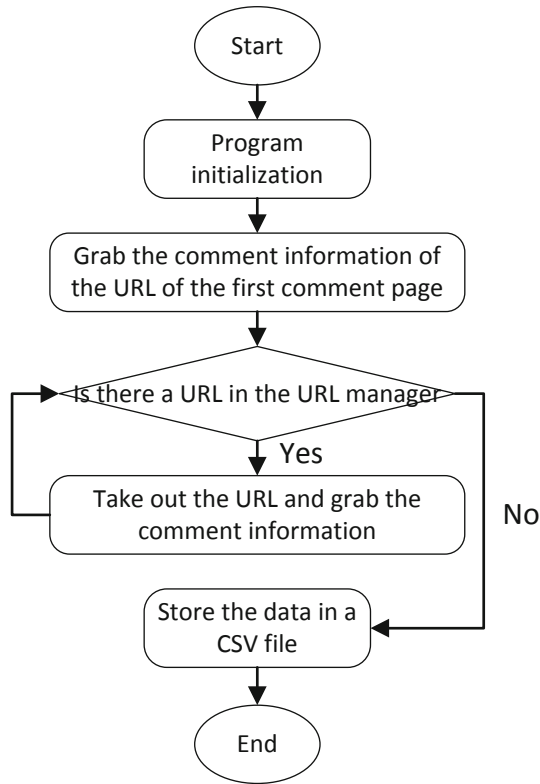 Start
Program
initialization
Grab the comment information of
the URL of the first comment page
Is there a URL in the URL manager
Yes
Take out the URL and grab the
comment information
No
Store the data in a
CSV file
End